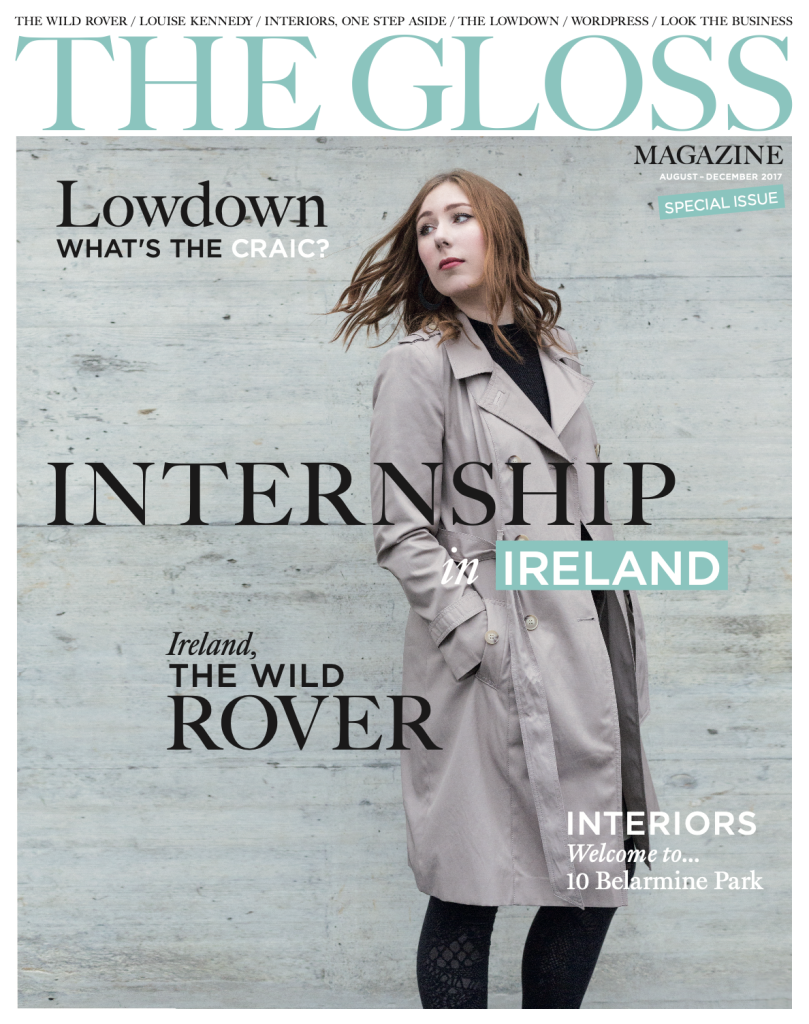 THE WILD ROVER / LOUISE KENNEDY / INTERIORS, ONE STEP ASIDE / THE LOWDOWN / WORDPRESS / LOOK THE BUSINESS
THE GLOSS
MAGAZINE
AUGUST–DECEMBER 2017
SPECIAL ISSUE
Lowdown
WHAT'S THE CRAIC?
INTERNSHIP
in IRELAND
Ireland,
THE WILD
ROVER
INTERIORS
Welcome to...
10 Belarmine Park